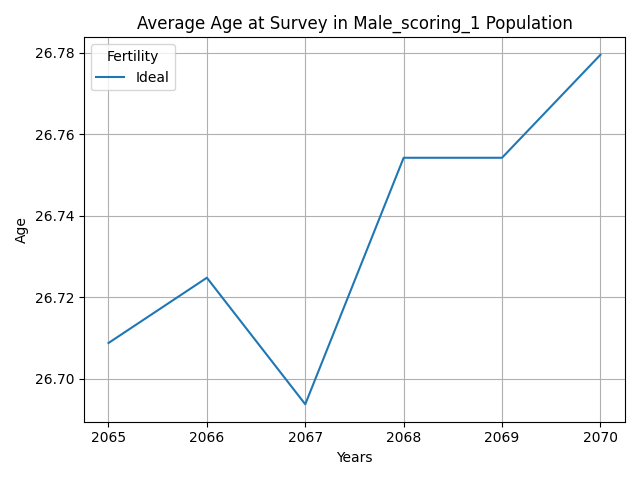 Average Age at Survey in Male_scoring_1 Population
Fertility
Ideal
26.78
26.76
26.74
26.72
26.70
Age
2065 2066 2067 2068 2069 2070
Years